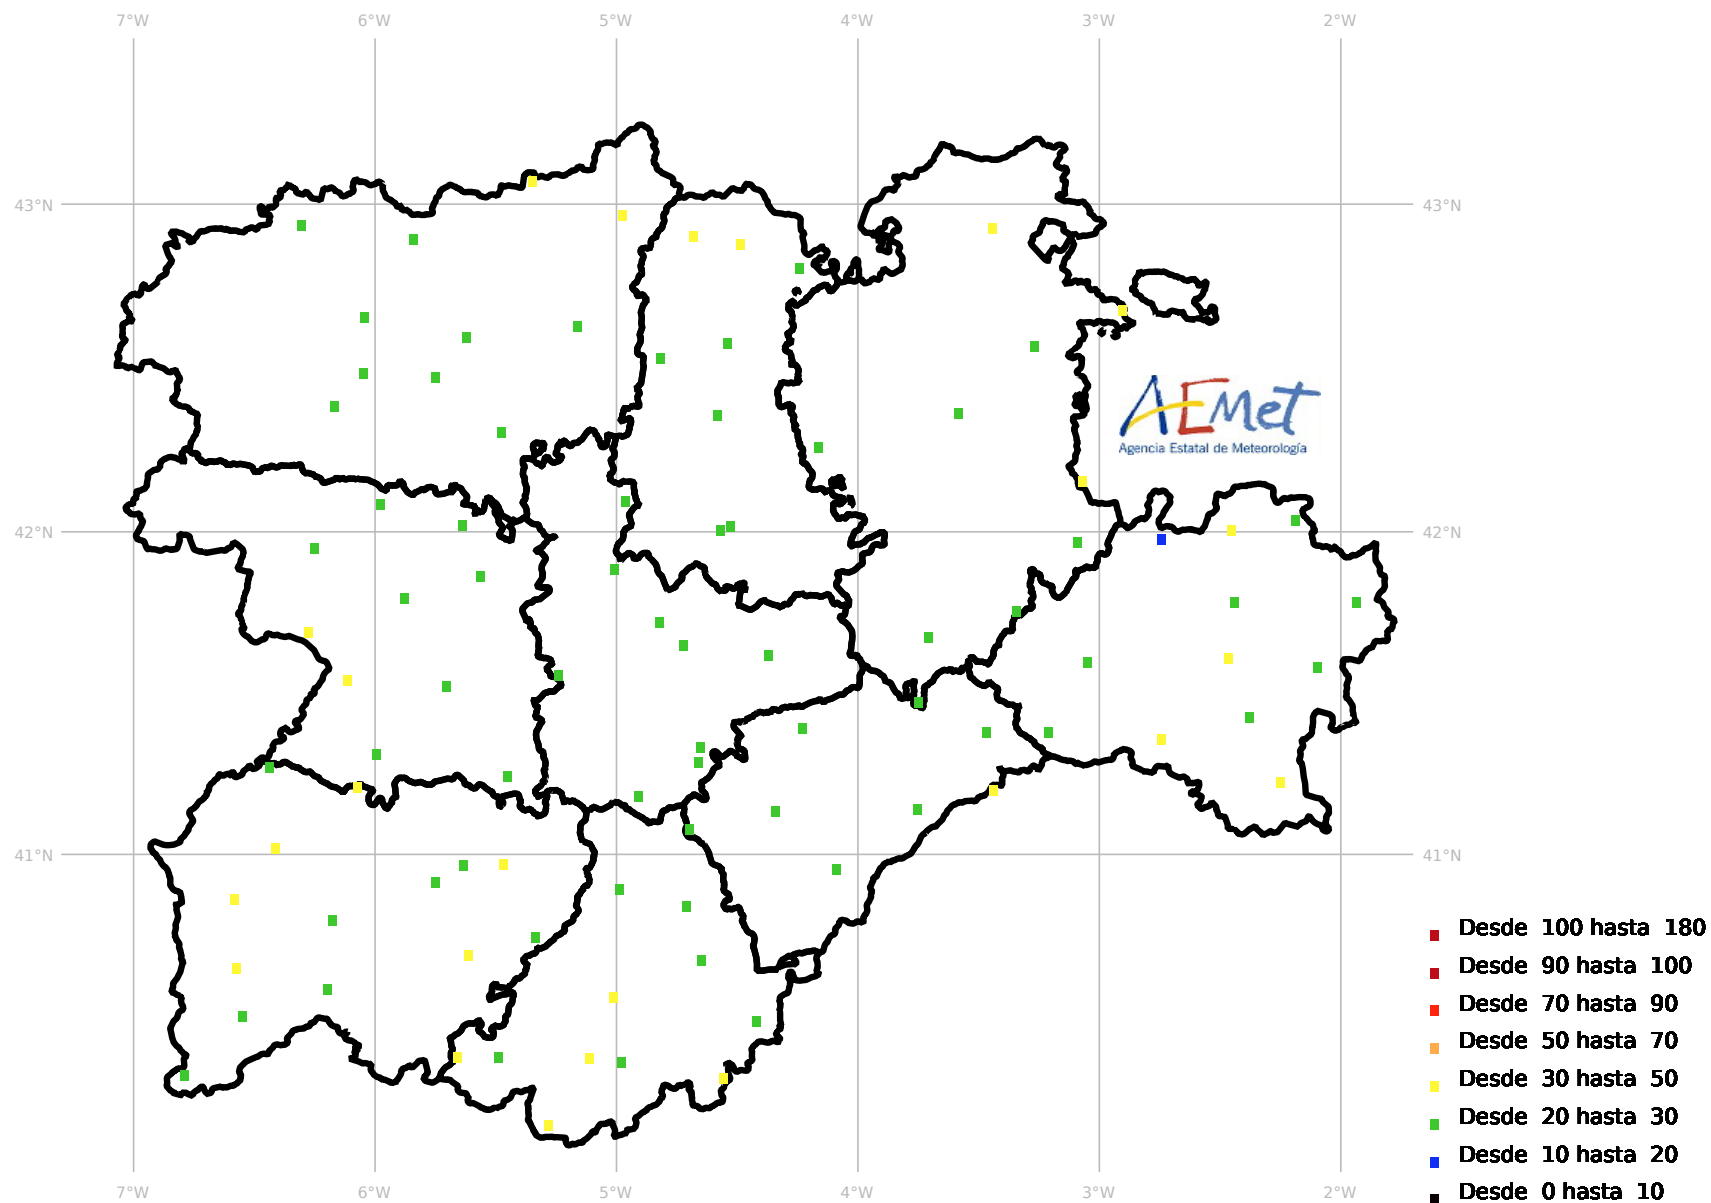 7°W 6°W 5°W 4°W 3°W 2°W
43°N 43°N
AEMet
Agencia Estatal de Meteorología
42°N 42°N
41°N 41°N
Desde 100 hasta 180
Desde 90 hasta 100
Desde 70 hasta 90
Desde 50 hasta 70
Desde 30 hasta 50
Desde 20 hasta 30
Desde 10 hasta 20
Desde 0 hasta 10
7°W 6°W 5°W 4°W 3°W 2°W